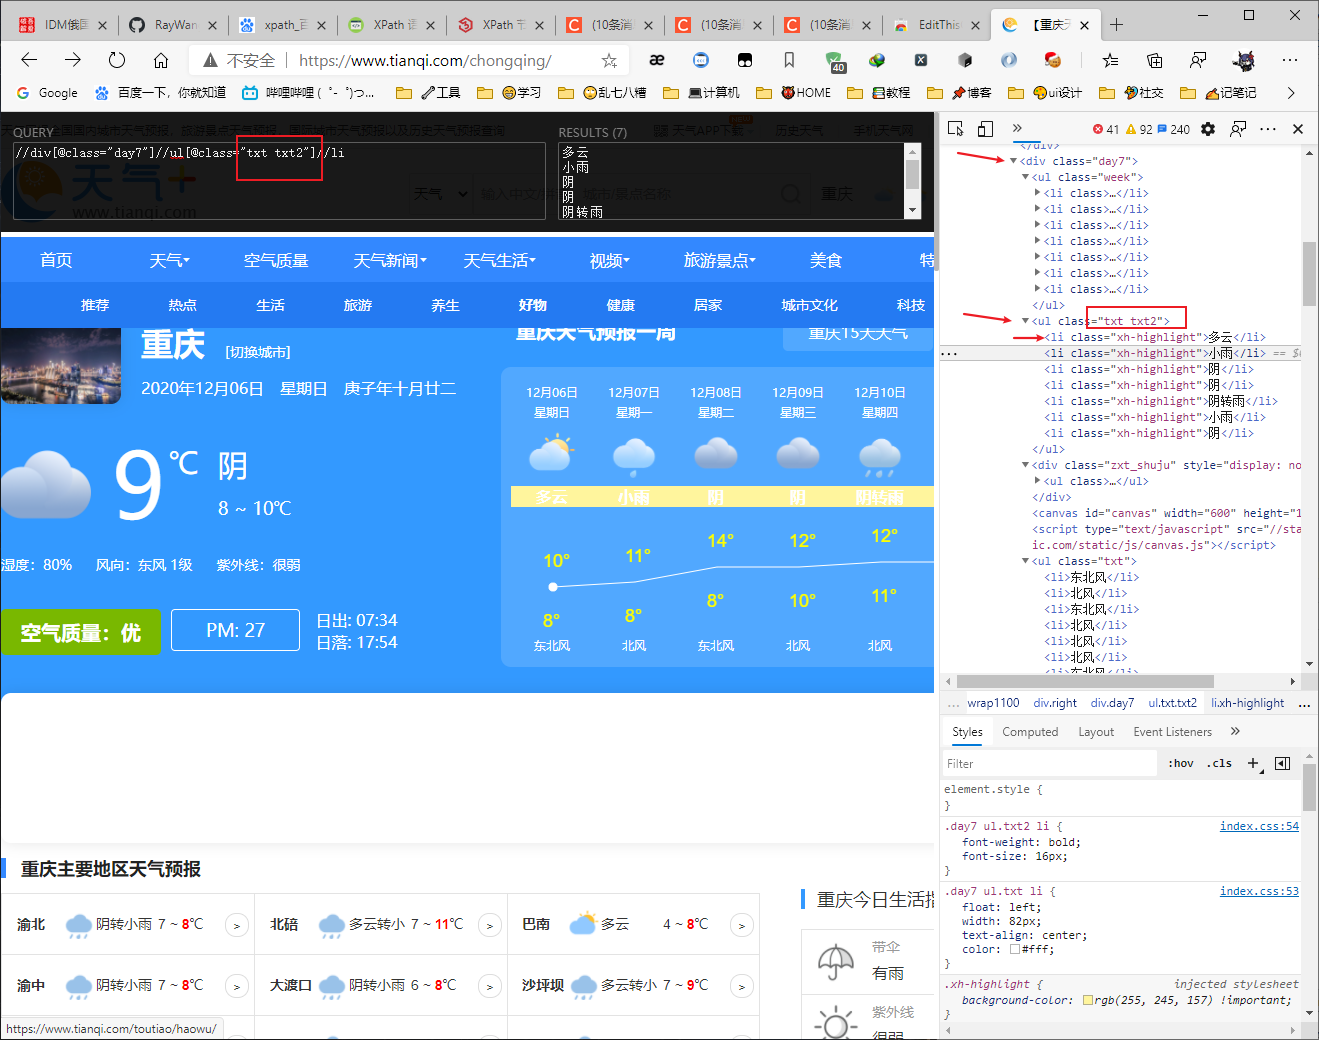 IDM俄国
RayWan
xpath_百
XPath 语
XPath 节
(10条消
(10条消
(10条消
EditThis
【重庆天
不安全
https://www.tianqi.com/chongqing/
40
Google
百度一下，你就知道
哔哩哔哩 ( ゜- ゜)つ...
工具
学习
乱七八糟
计算机
HOME
教程
博客
ui设计
社交
记笔记
QUERY
//div[@class="day7"]//ul[@class="txt txt2"]//li
RESULTS (7)
多云
小雨
阴
阴
阴转雨
天气
重庆
www.tianqi.com
首页
天气
空气质量
天气新闻
天气生活
视频
旅游景点
美食
特
推荐
热点
生活
旅游
养生
好物
健康
居家
城市文化
科技
重庆 [切换城市]
2020年12月06日 星期日 庚子年十月廿二
9 ℃ 阴
8 ~ 10℃
湿度：80% 风向：东风 1级 紫外线：很弱
空气质量：优
PM: 27
日出: 07:34
日落: 17:54
重庆天气预报一周
重庆15天天气
12月06日 12月07日 12月08日 12月09日 12月10日
星期日 星期一 星期二 星期三 星期四
多云 小雨 阴 阴 阴转雨
10° 11° 14° 12° 12°
8° 8° 8° 10° 11°
东北风 北风 东北风 北风 北风
重庆主要地区天气预报
渝北 阴转小雨 7 ~ 8℃ >
北碚 多云转小 7 ~ 11℃ >
巴南 多云 4 ~ 8℃ >
渝中 阴转小雨 7 ~ 8℃ >
大渡口 阴转小雨 6 ~ 8℃ >
沙坪坝 多云转小 7 ~ 9℃ >
重庆今日生活指
带伞
有雨
紫外线
很弱
https://www.tianqi.com/toutiao/haowu/
41 92 240
</div>
<div class="day7">
<ul class="week">
<li class>…</li>
<li class>…</li>
<li class>…</li>
<li class>…</li>
<li class>…</li>
<li class>…</li>
<li class>…</li>
</ul>
<ul class="txt txt2">
<li class="xh-highlight">多云</li>
<li class="xh-highlight">小雨</li> == $0
<li class="xh-highlight">阴</li>
<li class="xh-highlight">阴</li>
<li class="xh-highlight">阴转雨</li>
<li class="xh-highlight">小雨</li>
<li class="xh-highlight">阴</li>
</ul>
<div class="zxt_shuju" style="display: no
<ul class>…</ul>
</div>
<canvas id="canvas" width="600" height="1
<script type="text/javascript" src="//sta
ic.com/static/js/canvas.js"></script>
<ul class="txt">
<li>东北风</li>
<li>北风</li>
<li>东北风</li>
<li>北风</li>
<li>北风</li>
<li>北风</li>
<li>东北风</li>
... wrap1100 div.right div.day7 ul.txt.txt2 li.xh-highlight ...
Styles Computed Layout Event Listeners
Filter
:hov .cls
element.style {
}
.day7 ul.txt2 li { index.css:54
font-weight: bold;
font-size: 16px;
}
.day7 ul.txt li { index.css:53
float: left;
width: 82px;
text-align: center;
color: #fff;
}
.xh-highlight { injected stylesheet
background-color: rgb(255, 245, 157) !important;
}